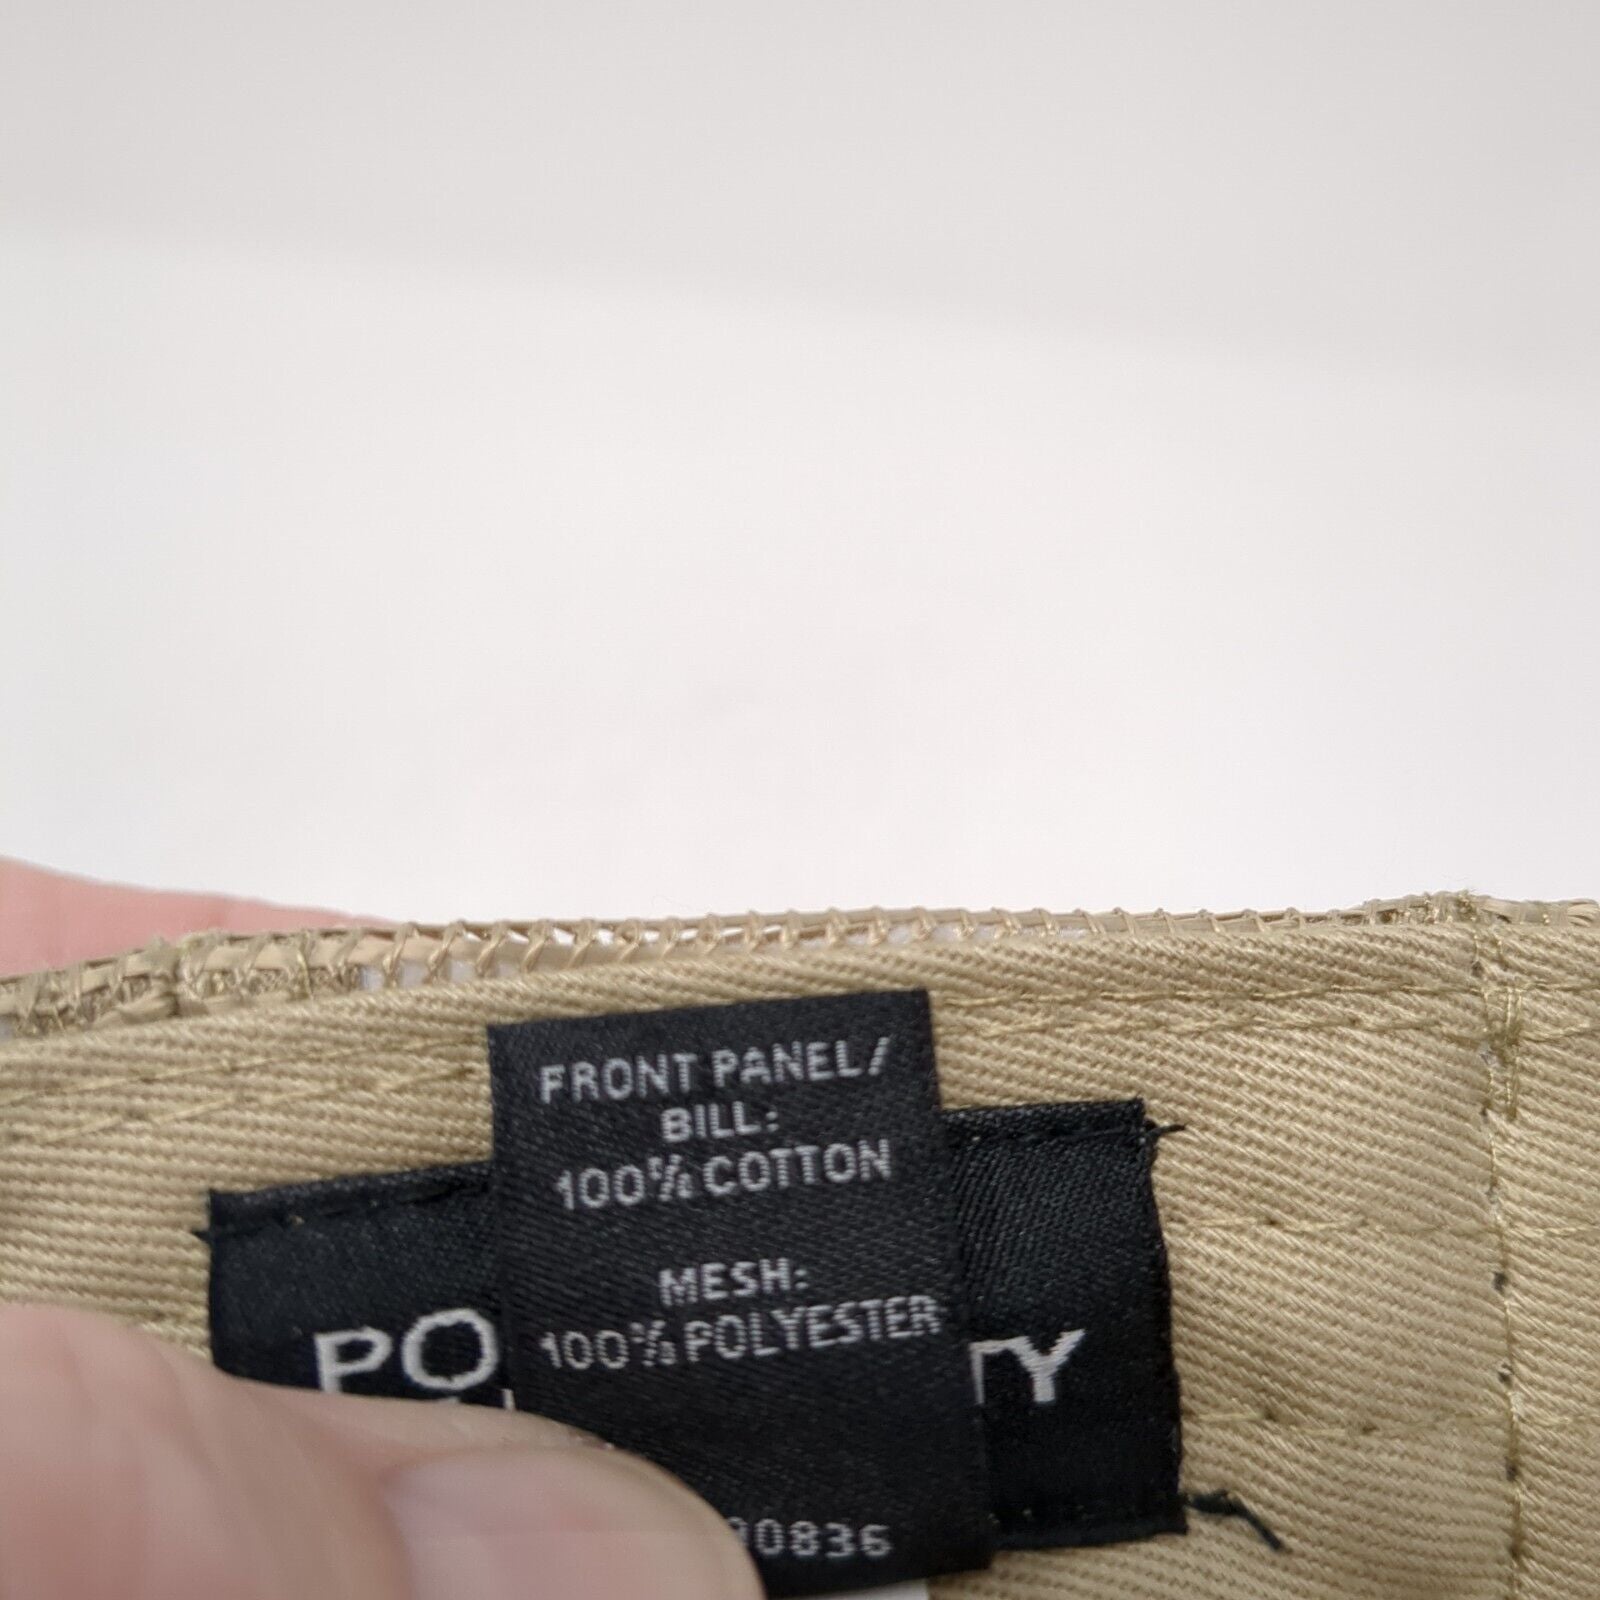 FRONT PANEL/
BILL:
100% COTTON
MESH:
100% POLYESTER